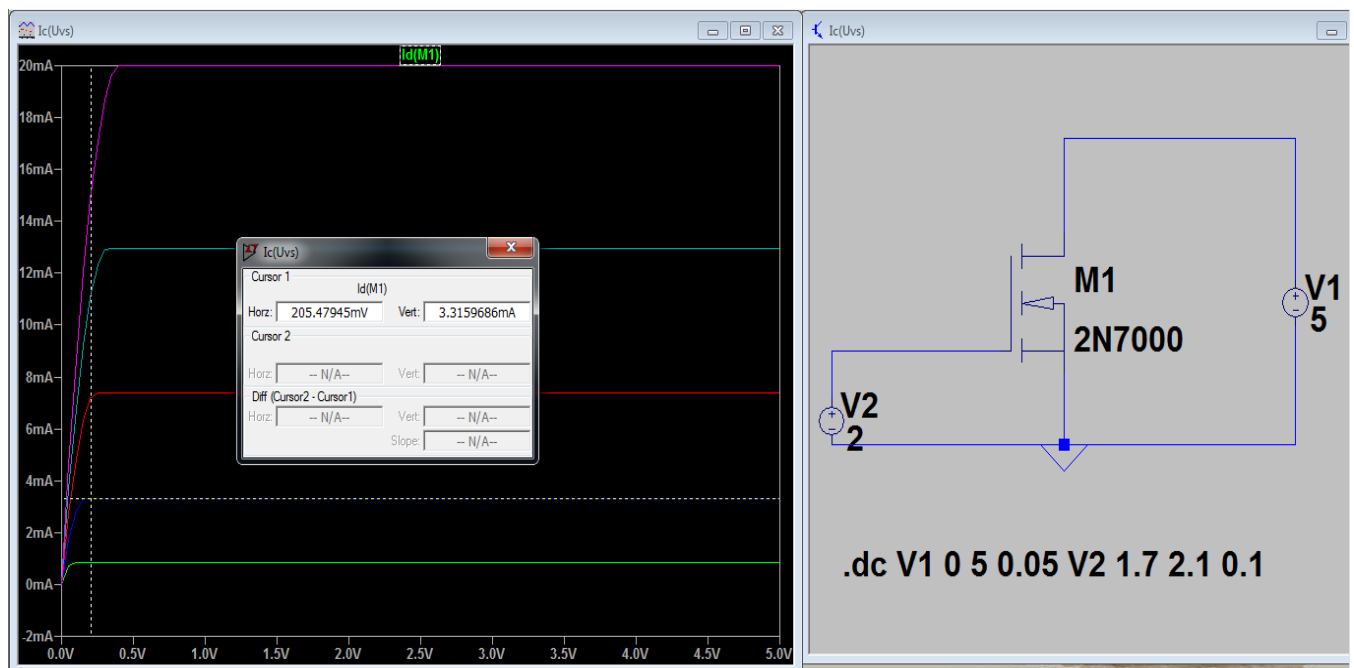 Ic(Uvs)
Id(M1)
20mA
18mA
16mA
14mA
12mA
10mA
8mA
6mA
4mA
2mA
0mA
-2mA
0.0V 0.5V 1.0V 1.5V 2.0V 2.5V 3.0V 3.5V 4.0V 4.5V 5.0V
Ic(Uvs)
Cursor 1
Id(M1)
Horz: 205.47945mV Vert: 3.3159686mA
Cursor 2
Horz: -- N/A-- Vert: -- N/A--
Diff (Cursor2 - Cursor1)
Horz: -- N/A-- Vert: -- N/A--
Slope: -- N/A--
Ic(Uvs)
M1
2N7000
V1
5
V2
2
.dc V1 0 5 0.05 V2 1.7 2.1 0.1